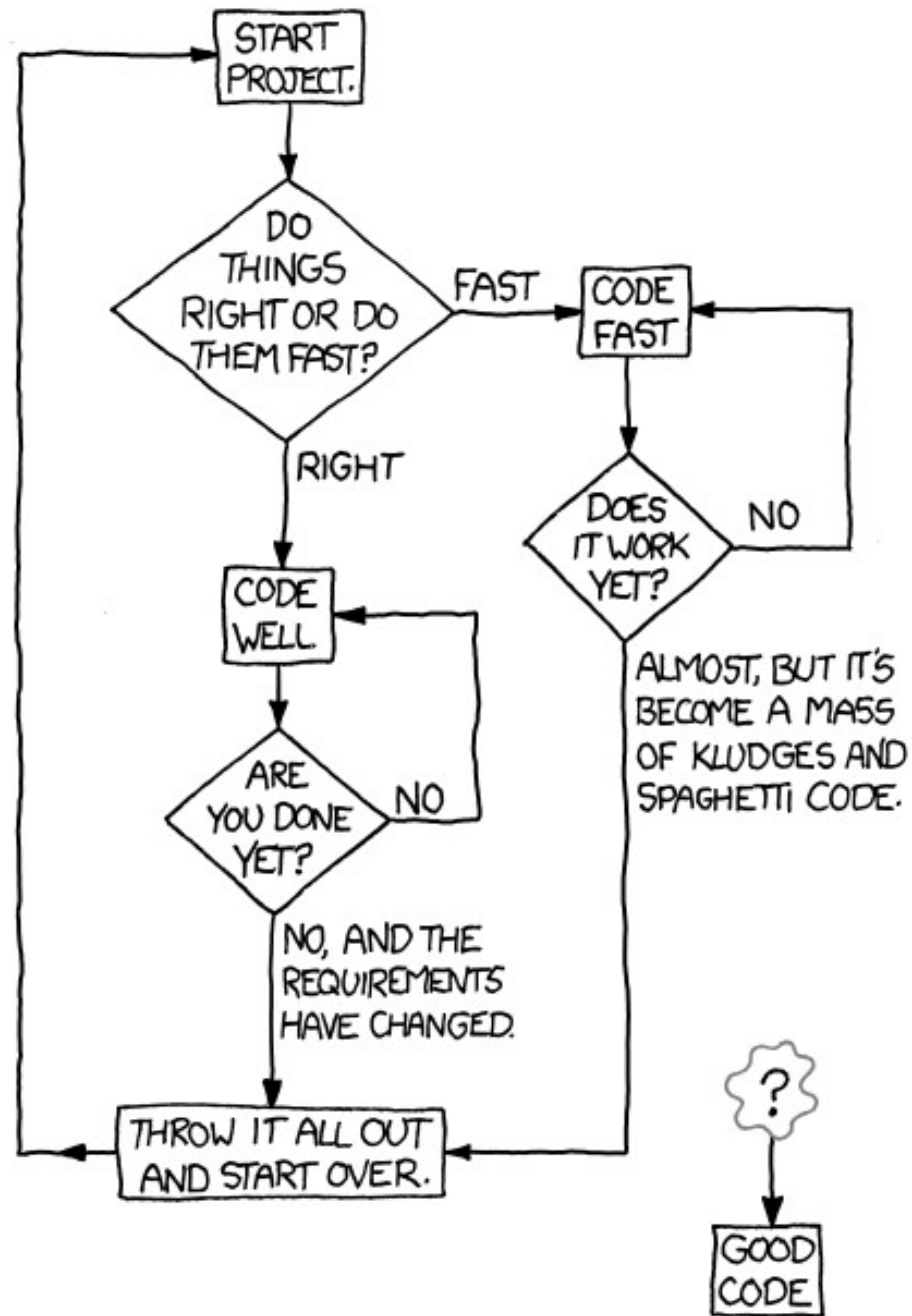 START
PROJECT.
DO
THINGS
RIGHT OR DO
THEM FAST?
FAST
CODE
FAST
RIGHT
DOES
IT WORK
YET?
NO
CODE
WELL.
ALMOST, BUT IT'S
BECOME A MASS
OF KLUDGES AND
SPAGHETTI CODE.
ARE
YOU DONE
YET?
NO
NO, AND THE
REQUIREMENTS
HAVE CHANGED.
THROW IT ALL OUT
AND START OVER.
?
GOOD
CODE